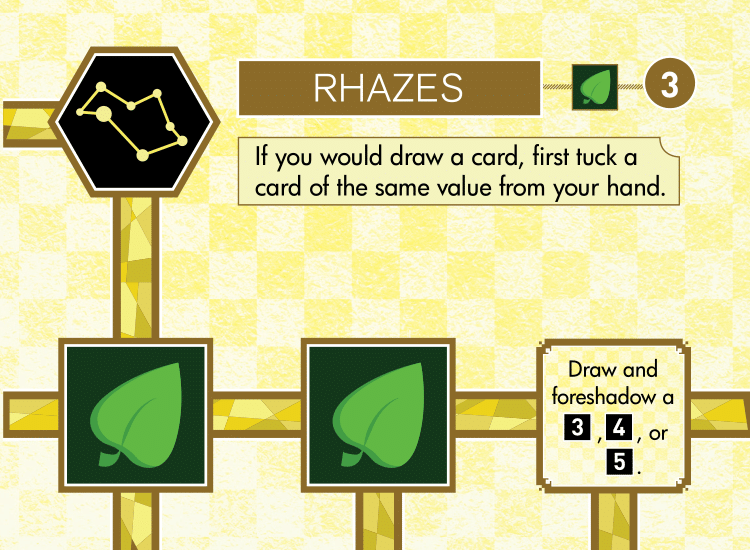 RHAZES
3
If you would draw a card, first tuck a
card of the same value from your hand.
Draw and
foreshadow a
3 , 4 , or
5 .